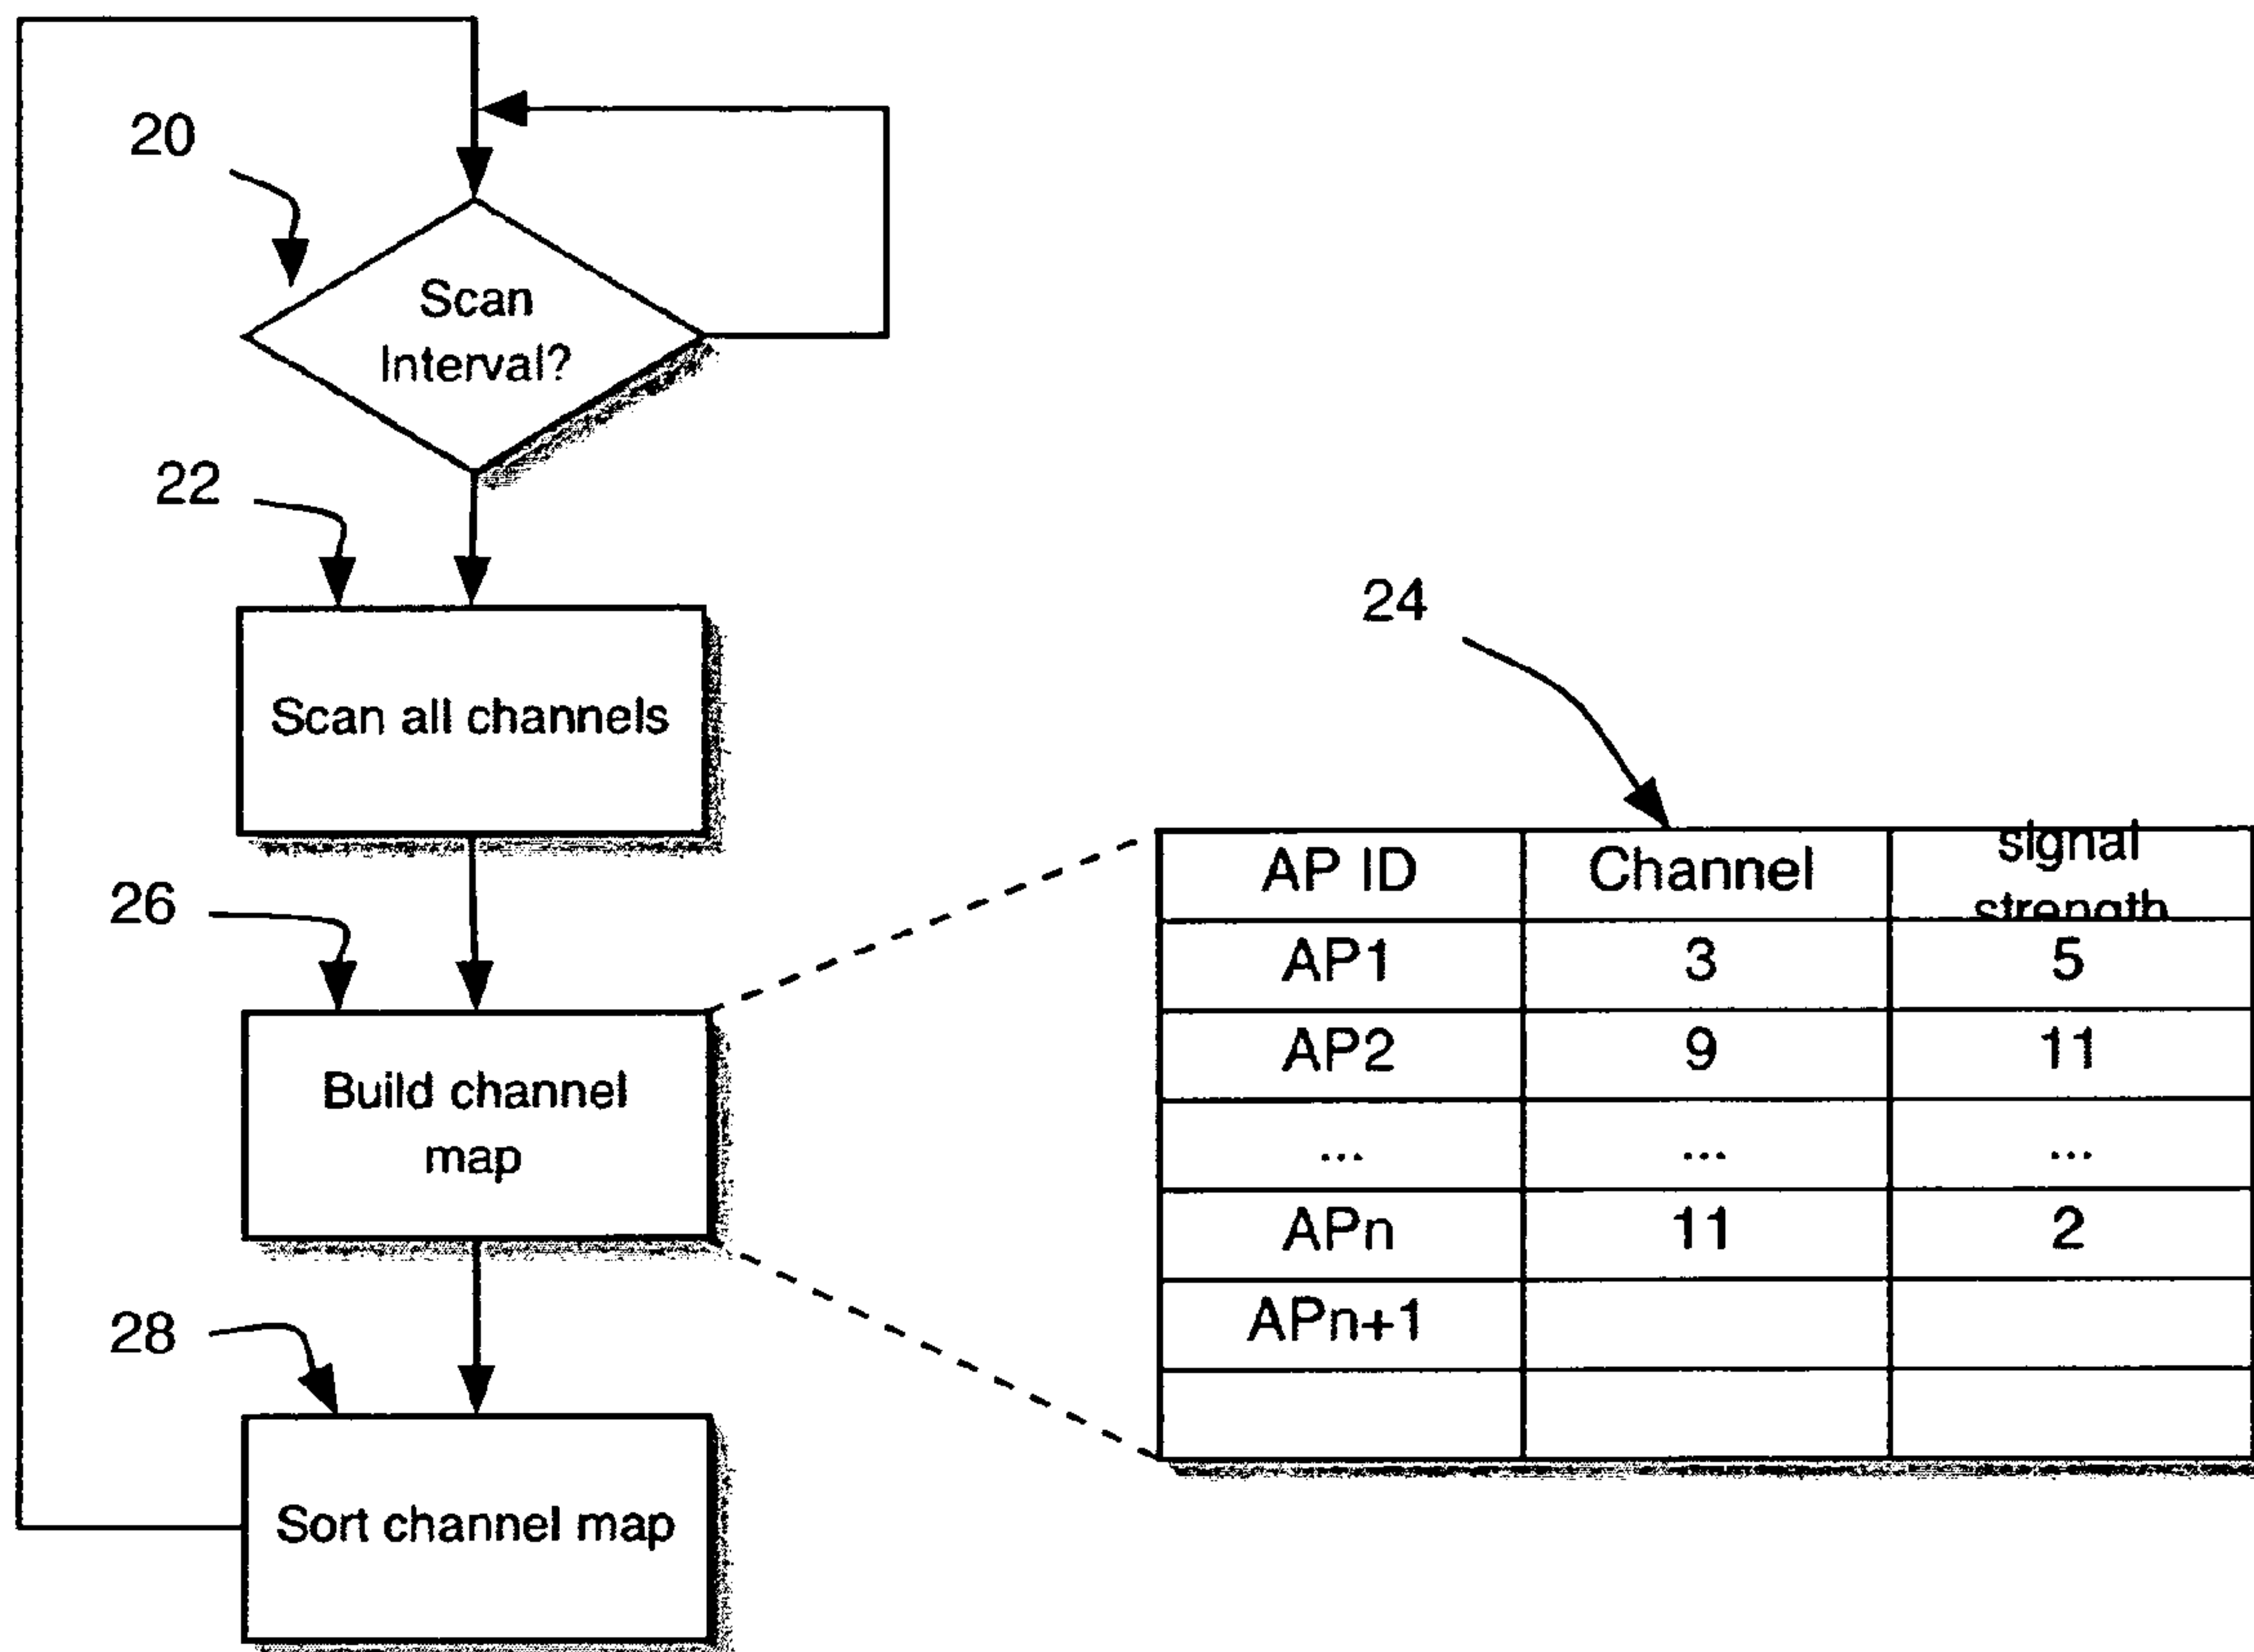 20
Scan
Interval?
22
Scan all channels
24
26
Build channel
map
28
Sort channel map
AP ID Channel signal strength
AP1 3 5
AP2 9 11
... ... ...
APn 11 2
APn+1